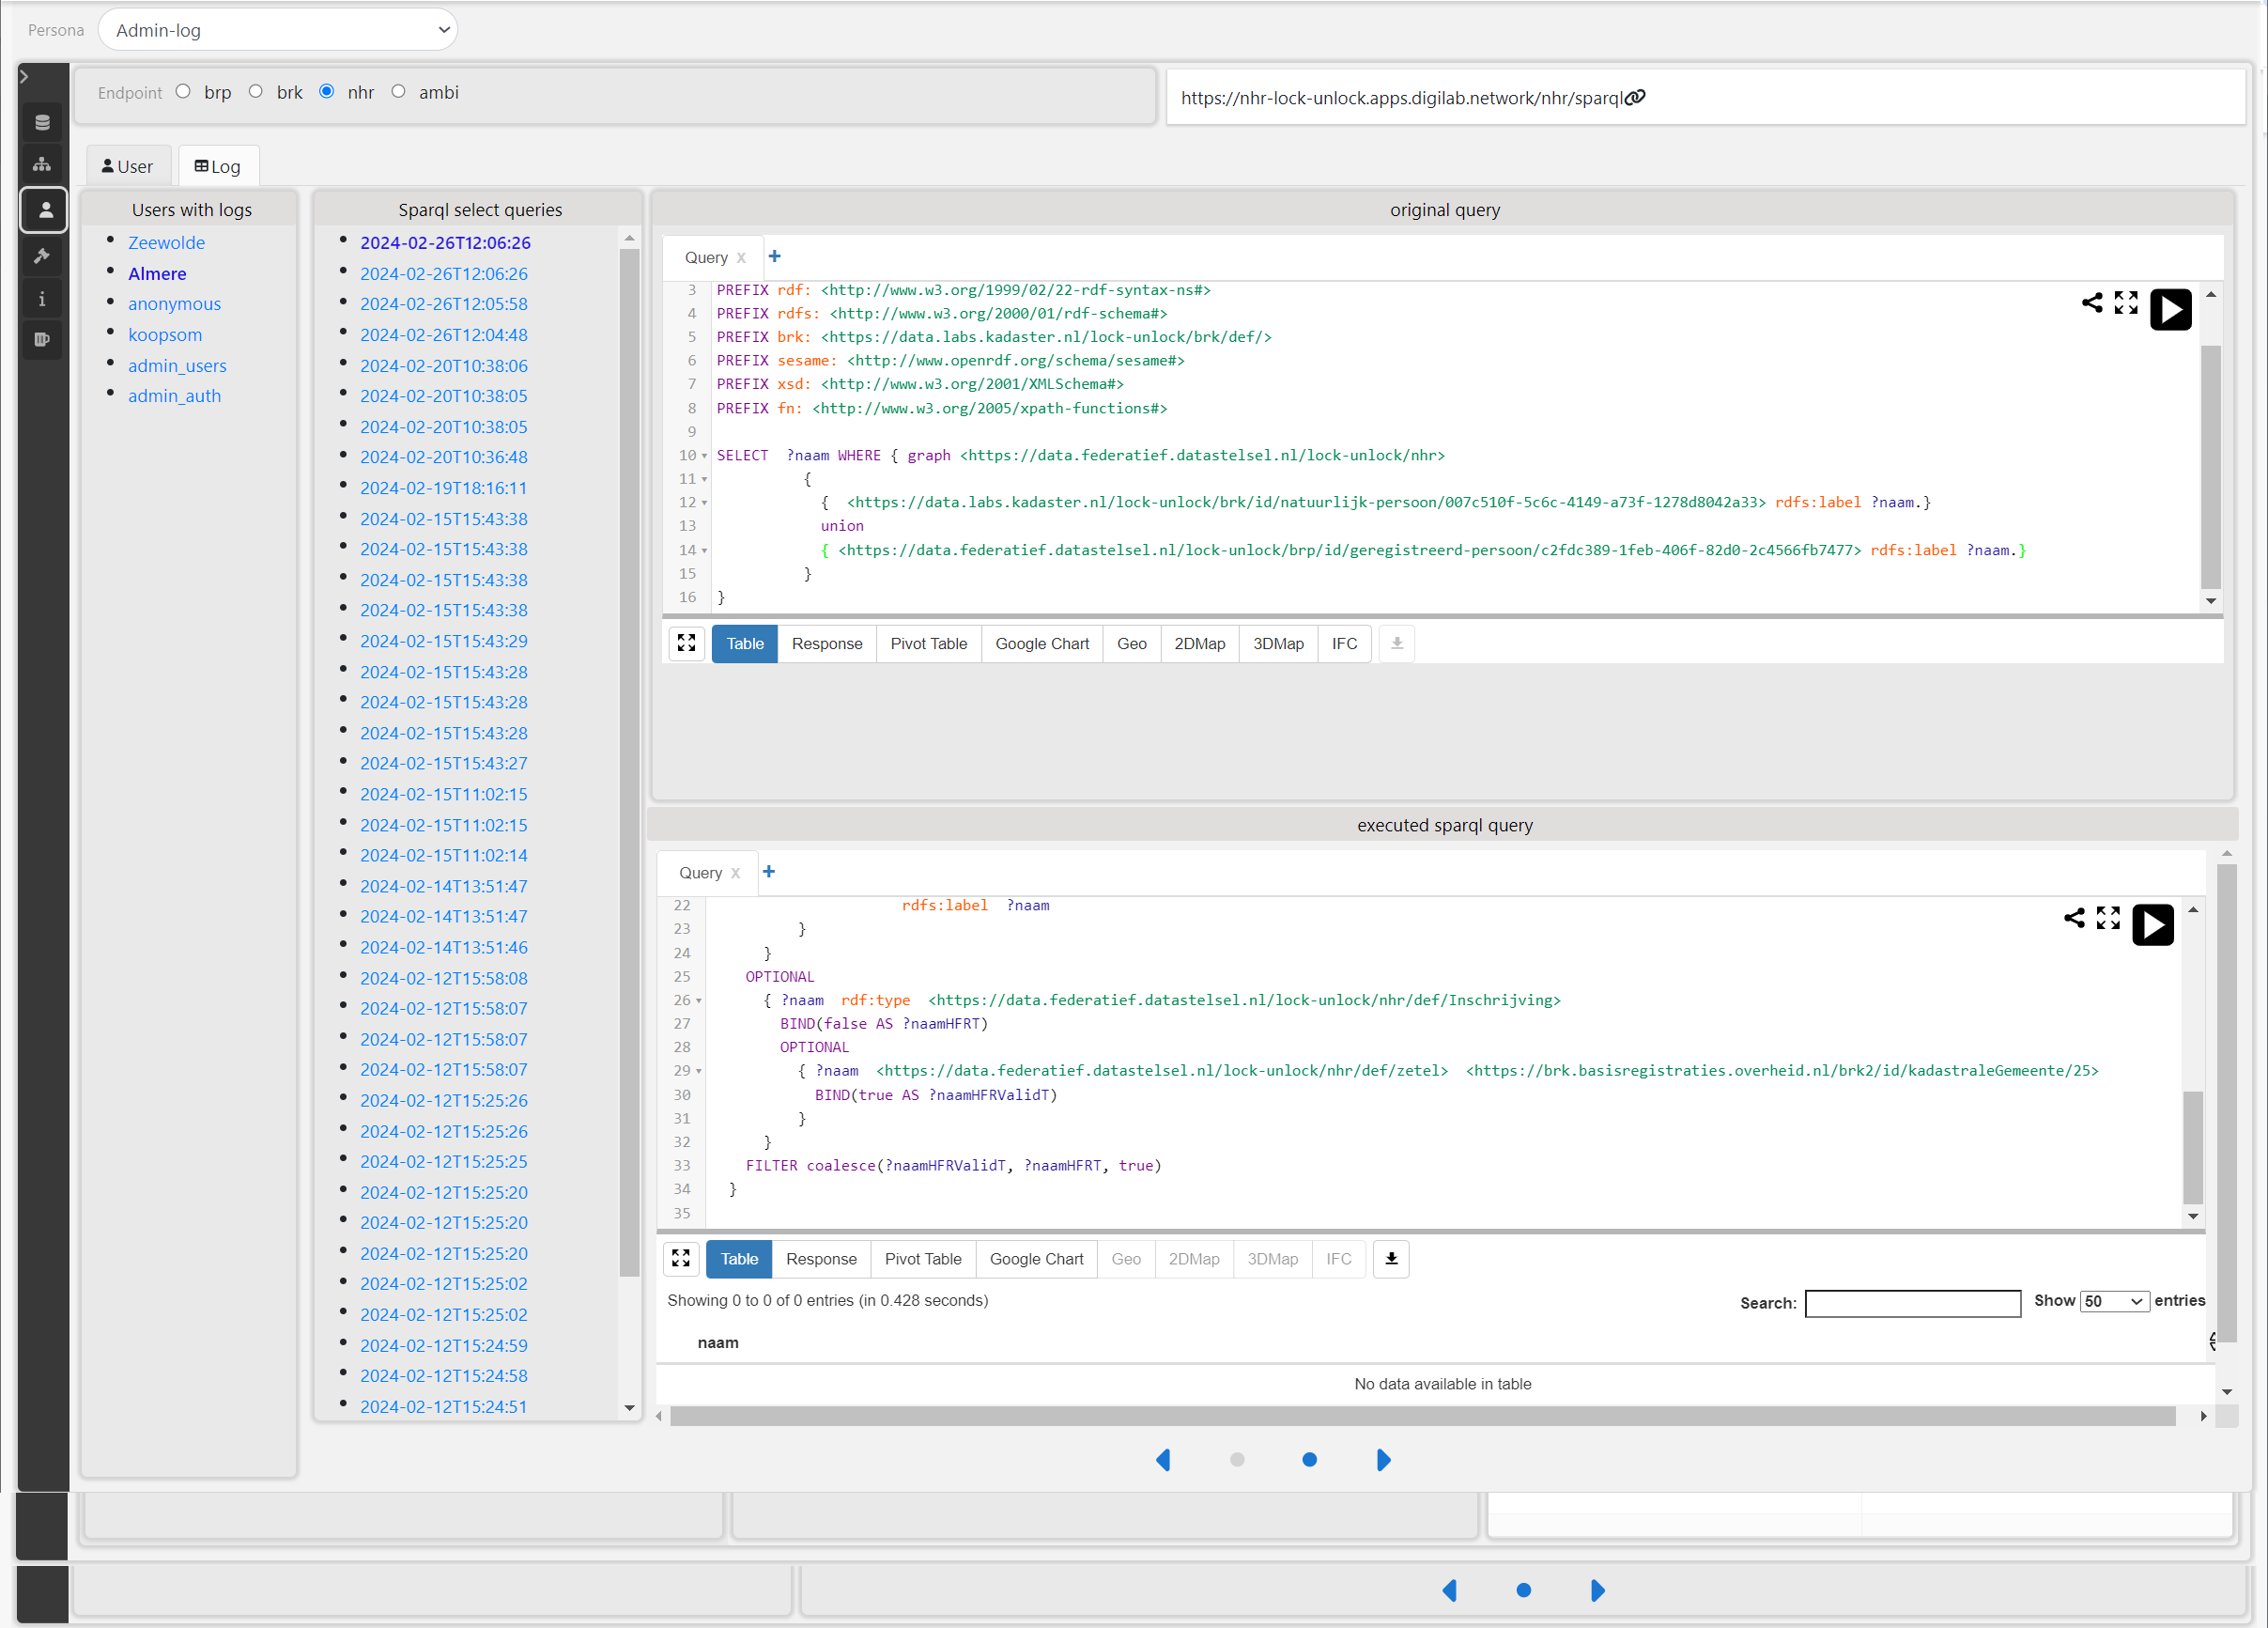 Persona
Admin-log
Endpoint brp brk nhr ambi
https://nhr-lock-unlock.apps.digilab.network/nhr/sparql
User
Log
Users with logs
Zeewolde
Almere
anonymous
koopsom
admin_users
admin_auth
Sparql select queries
2024-02-26T12:06:26
2024-02-26T12:06:26
2024-02-26T12:05:58
2024-02-26T12:04:48
2024-02-20T10:38:06
2024-02-20T10:38:05
2024-02-20T10:38:05
2024-02-20T10:36:48
2024-02-19T18:16:11
2024-02-15T15:43:38
2024-02-15T15:43:38
2024-02-15T15:43:38
2024-02-15T15:43:38
2024-02-15T15:43:29
2024-02-15T15:43:28
2024-02-15T15:43:28
2024-02-15T15:43:28
2024-02-15T15:43:27
2024-02-15T11:02:15
2024-02-15T11:02:15
2024-02-15T11:02:14
2024-02-14T13:51:47
2024-02-14T13:51:47
2024-02-14T13:51:46
2024-02-12T15:58:08
2024-02-12T15:58:07
2024-02-12T15:58:07
2024-02-12T15:58:07
2024-02-12T15:25:26
2024-02-12T15:25:26
2024-02-12T15:25:25
2024-02-12T15:25:20
2024-02-12T15:25:20
2024-02-12T15:25:20
2024-02-12T15:25:02
2024-02-12T15:25:02
2024-02-12T15:24:59
2024-02-12T15:24:58
2024-02-12T15:24:51
original query
Query X +
3 PREFIX rdf: <http://www.w3.org/1999/02/22-rdf-syntax-ns#>
4 PREFIX rdfs: <http://www.w3.org/2000/01/rdf-schema#>
5 PREFIX brk: <https://data.labs.kadaster.nl/lock-unlock/brk/def/>
6 PREFIX sesame: <http://www.openrdf.org/schema/sesame#>
7 PREFIX xsd: <http://www.w3.org/2001/XMLSchema#>
8 PREFIX fn: <http://www.w3.org/2005/xpath-functions#>
9
10 SELECT ?naam WHERE { graph <https://data.federatief.datastelsel.nl/lock-unlock/nhr>
11 {
12 { <https://data.labs.kadaster.nl/lock-unlock/brk/id/natuurlijk-persoon/007c510f-5c6c-4149-a73f-1278d8042a33> rdfs:label ?naam.}
13 union
14 { <https://data.federatief.datastelsel.nl/lock-unlock/brp/id/geregistreerd-persoon/c2fdc389-1feb-406f-82d0-2c4566fb7477> rdfs:label ?naam.}
15 }
16 }
Table Response Pivot Table Google Chart Geo 2DMap 3DMap IFC
executed sparql query
Query X +
22 rdfs:label ?naam
23 }
24 }
25 OPTIONAL
26 { ?naam rdf:type <https://data.federatief.datastelsel.nl/lock-unlock/nhr/def/Inschrijving>
27 BIND(false AS ?naamHFRT)
28 OPTIONAL
29 { ?naam <https://data.federatief.datastelsel.nl/lock-unlock/nhr/def/zetel> <https://brk.basisregistraties.overheid.nl/brk2/id/kadastraleGemeente/25>
30 BIND(true AS ?naamHFRValidT)
31 }
32 }
33 FILTER coalesce(?naamHFRValidT, ?naamHFRT, true)
34 }
35
Table Response Pivot Table Google Chart Geo 2DMap 3DMap IFC
Showing 0 to 0 of 0 entries (in 0.428 seconds)
Search: Show 50 entries
naam
No data available in table